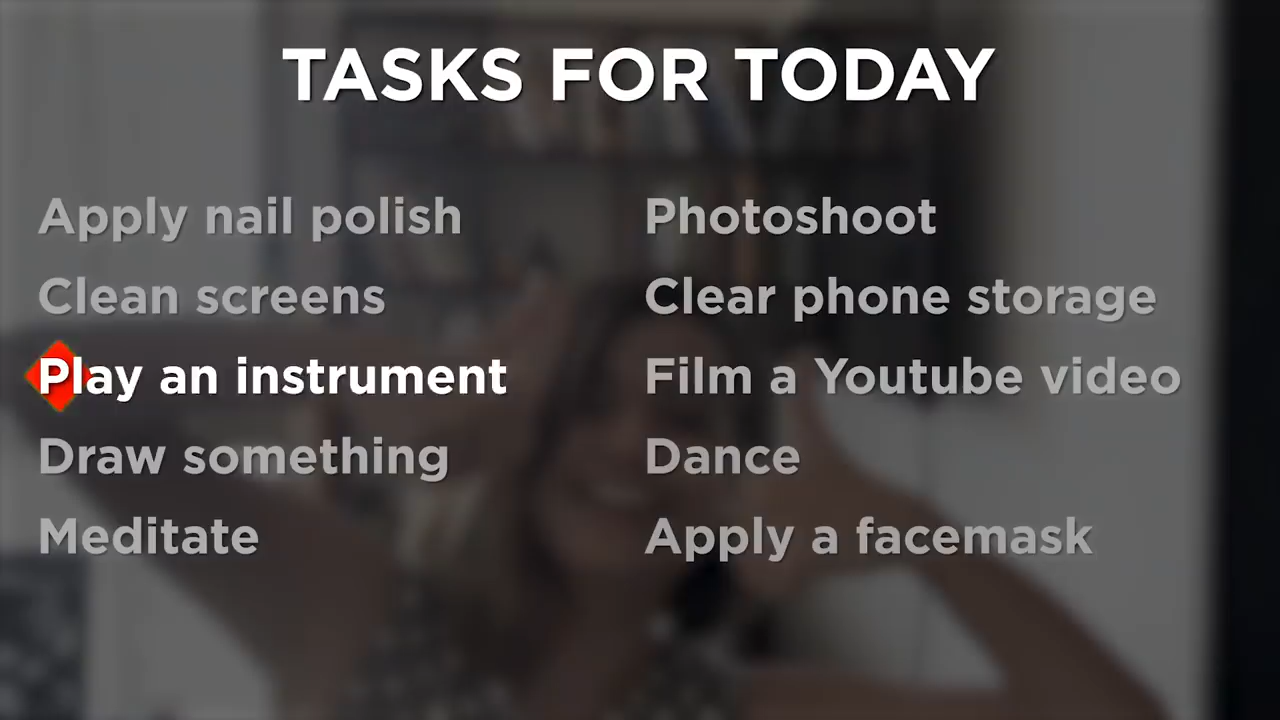 TASKS FOR TODAY
Apply nail polish
Clean screens
Play an instrument
Draw something
Meditate
Photoshoot
Clear phone storage
Film a Youtube video
Dance
Apply a facemask